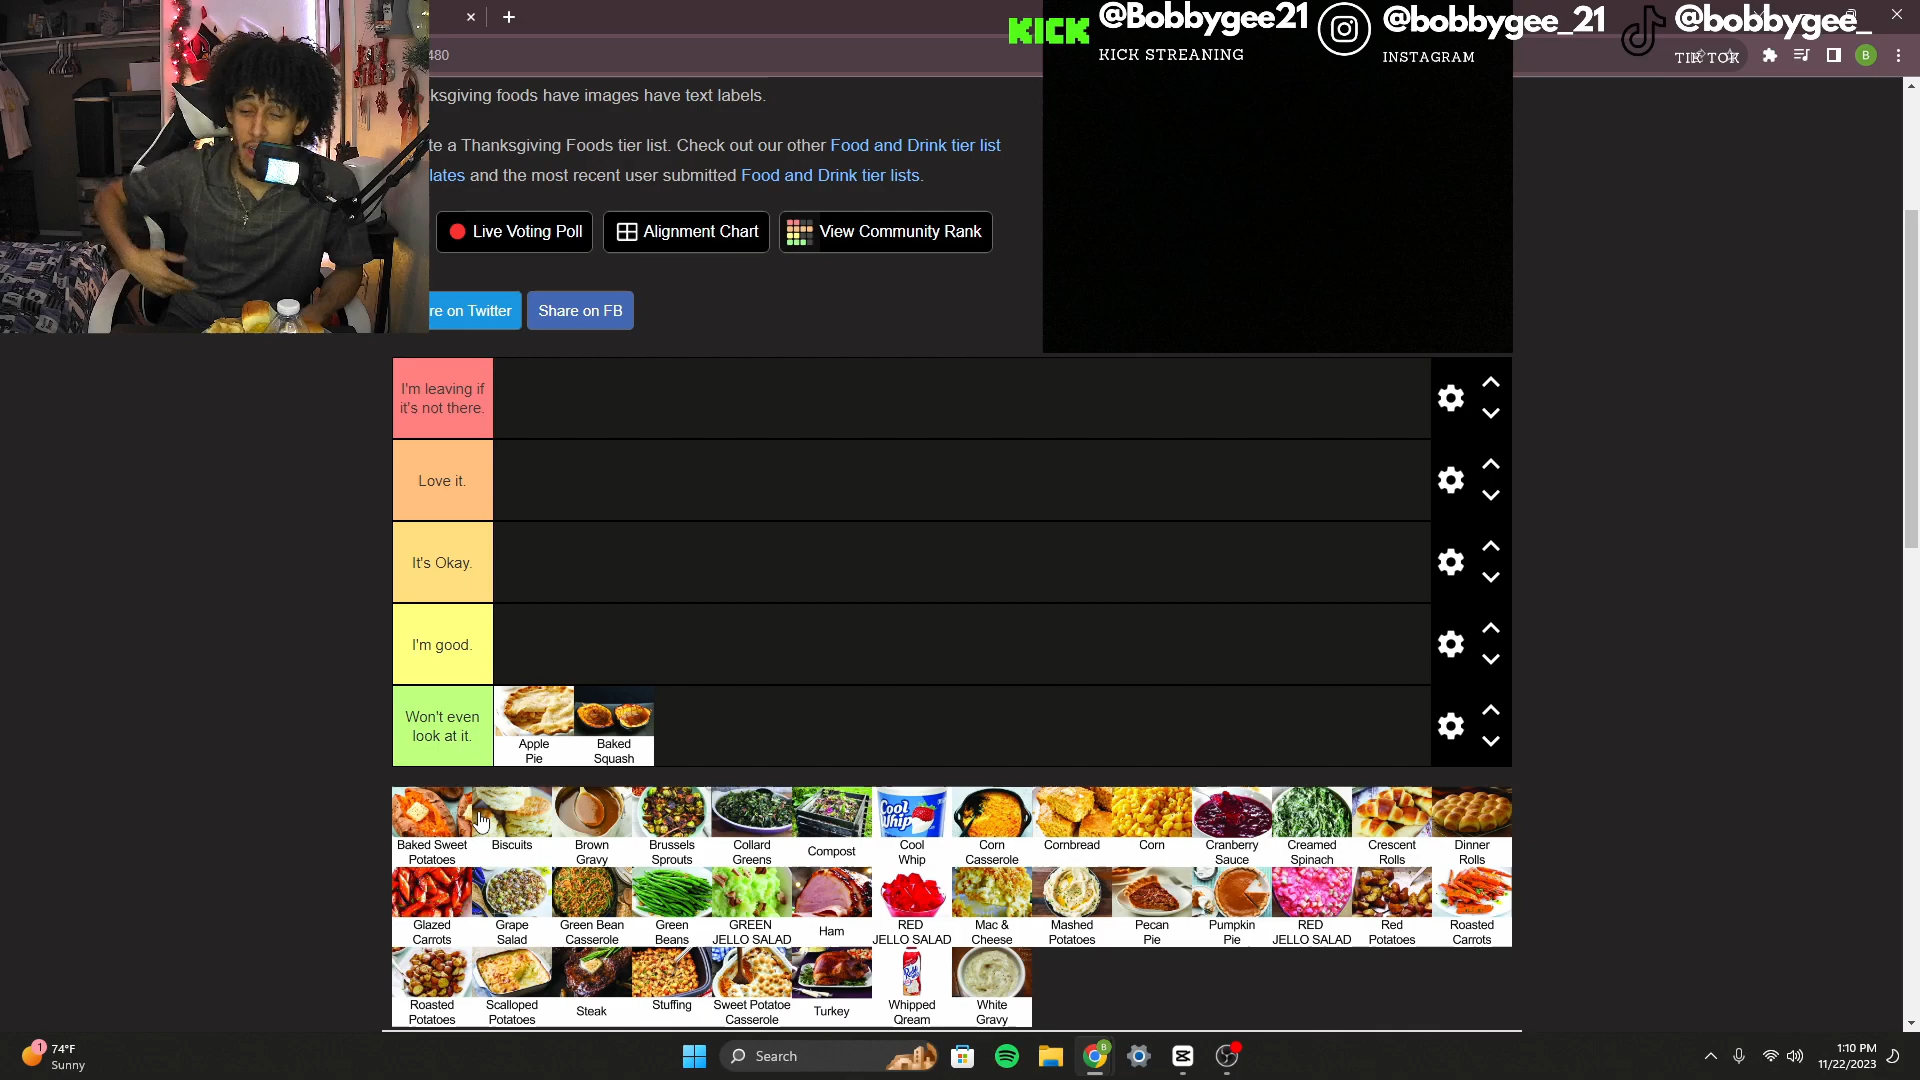 KICK @Bobbygee21 @bobbygee_21 @bobbygee_
KICK STREAMING INSTAGRAM TIK TOK
480
B
ksgiving foods have images have text labels.
te a Thanksgiving Foods tier list. Check out our other Food and Drink tier list
lates and the most recent user submitted Food and Drink tier lists.
Live Voting Poll Alignment Chart View Community Rank
re on Twitter Share on FB
I'm leaving if
it's not there.
Love it.
It's Okay.
I'm good.
Won't even
look at it.
Apple
Pie
Baked
Squash
Baked Sweet
Potatoes
Biscuits
Brown
Gravy
Brussels
Sprouts
Collard
Greens
Compost
Cool
Whip
Cool
Whip
Corn
Casserole
Cornbread
Corn
Cranberry
Sauce
Creamed
Spinach
Crescent
Rolls
Dinner
Rolls
Glazed
Carrots
Grape
Salad
Green Bean
Casserole
Green
Beans
GREEN
JELLO SALAD
Ham
RED
JELLO SALAD
Mac &
Cheese
Mashed
Potatoes
Pecan
Pie
Pumpkin
Pie
RED
JELLO SALAD
Red
Potatoes
Roasted
Carrots
Roasted
Potatoes
Scalloped
Potatoes
Steak
Stuffing
Sweet Potatoe
Casserole
Turkey
Whipped
Qream
White
Gravy
1
74°F
Sunny
Search
B
1:10 PM
11/22/2023